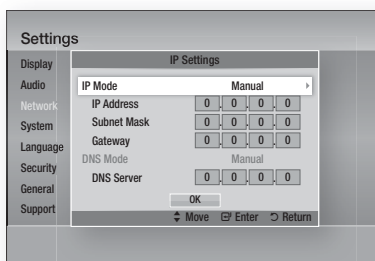 Settings
Display
Audio
Network
System
Language
Security
General
Support
IP Settings
IP Mode Manual
IP Address 0 . 0 . 0 . 0
Subnet Mask 0 . 0 . 0 . 0
Gateway 0 . 0 . 0 . 0
DNS Mode Manual
DNS Server 0 . 0 . 0 . 0
OK
Move Enter Return